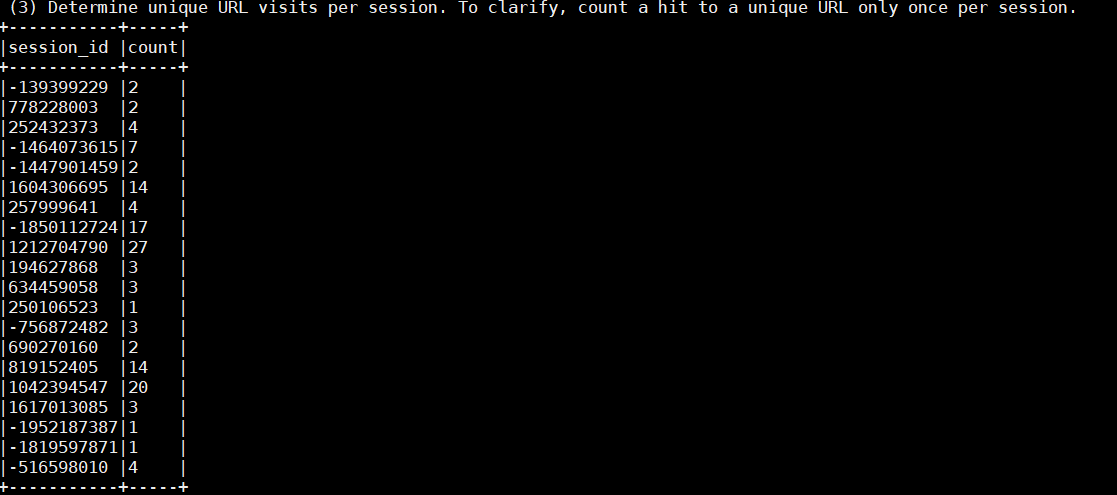 (3) Determine unique URL visits per session. To clarify, count a hit to a unique URL only once per session.
+-----------+-----+
|session_id |count|
+-----------+-----+
|-139399229 |2    |
|778228003  |2    |
|252432373  |4    |
|-1464073615|7    |
|-1447901459|2    |
|1604306695 |14   |
|257999641  |4    |
|-1850112724|17   |
|1212704790 |27   |
|194627868  |3    |
|634459058  |3    |
|250106523  |1    |
|-756872482 |3    |
|690270160  |2    |
|819152405  |14   |
|1042394547 |20   |
|1617013085 |3    |
|-1952187387|1    |
|-1819597871|1    |
|-516598010 |4    |
+-----------+-----+